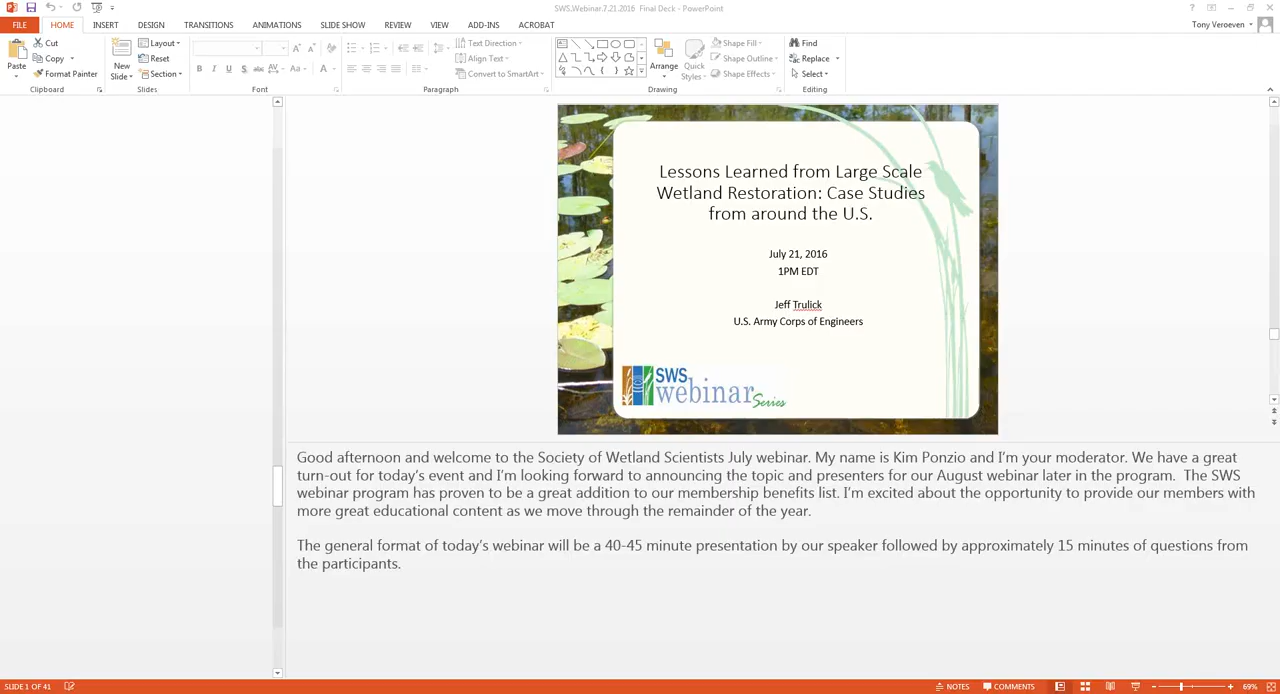 SWS.Webinar.7.21.2016 Final Deck - PowerPoint
FILE HOME INSERT DESIGN TRANSITIONS ANIMATIONS SLIDE SHOW REVIEW VIEW ADD-INS ACROBAT
Tony Veroeven
Paste
Cut
Copy
Format Painter
Clipboard
New Slide
Layout
Reset
Section
Slides
B I U S abc AV Aa A
Font
Text Direction
Align Text
Convert to SmartArt
Paragraph
Arrange
Quick Styles
Shape Fill
Shape Outline
Shape Effects
Drawing
Find
Replace
Select
Editing
Lessons Learned from Large Scale
Wetland Restoration: Case Studies
from around the U.S.
July 21, 2016
1PM EDT
Jeff Trulick
U.S. Army Corps of Engineers
SWS
webinar
Series
Good afternoon and welcome to the Society of Wetland Scientists July webinar. My name is Kim Ponzio and I'm your moderator. We have a great
turn-out for today's event and I'm looking forward to announcing the topic and presenters for our August webinar later in the program. The SWS
webinar program has proven to be a great addition to our membership benefits list. I'm excited about the opportunity to provide our members with
more great educational content as we move through the remainder of the year.
The general format of today's webinar will be a 40-45 minute presentation by our speaker followed by approximately 15 minutes of questions from
the participants.
SLIDE 1 OF 41
NOTES
COMMENTS
69%